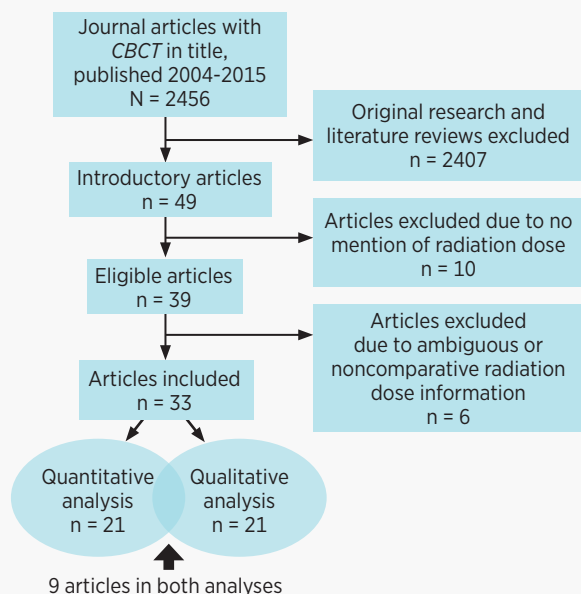 Journal articles with
CBCT in title,
published 2004-2015
N = 2456
Original research and
literature reviews excluded
n = 2407
Introductory articles
n = 49
Articles excluded due to no
mention of radiation dose
n = 10
Eligible articles
n = 39
Articles excluded
due to ambiguous or
noncomparative radiation
dose information
n = 6
Articles included
n = 33
Quantitative
analysis
n = 21
Qualitative
analysis
n = 21
9 articles in both analyses